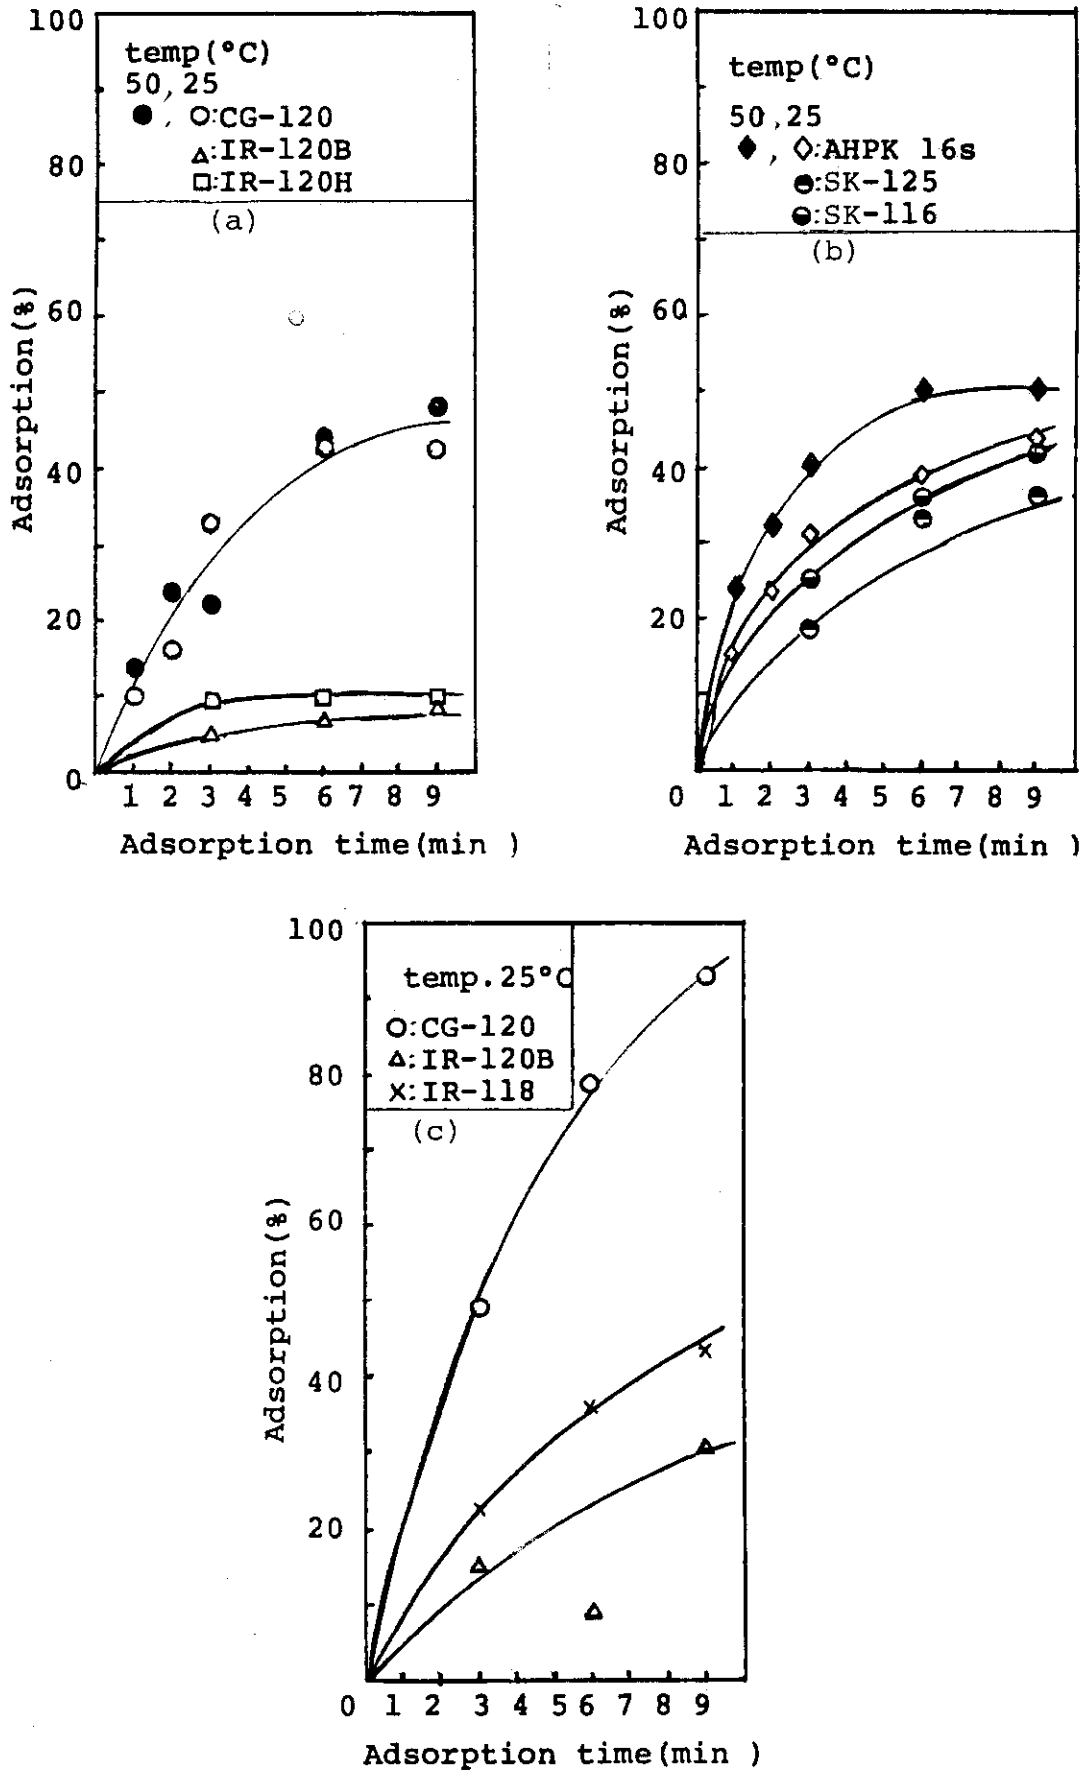 100
temp(°C)
50,25
●, ○:CG-120
△:IR-120B
□:IR-120H
(a)
80
60
40
20
0
Adsorption(%)
1 2 3 4 5 6 7 8 9
Adsorption time(min )
100
temp(°C)
50,25
◆, ◇:AHPK 16s
:SK-125
:SK-116
(b)
80
60
40
20
Adsorption(%)
0 1 2 3 4 5 6 7 8 9
Adsorption time(min )
100
temp.25°C
○:CG-120
△:IR-120B
×:IR-118
(c)
80
60
40
20
Adsorption(%)
0 1 2 3 4 5 6 7 8 9
Adsorption time(min )